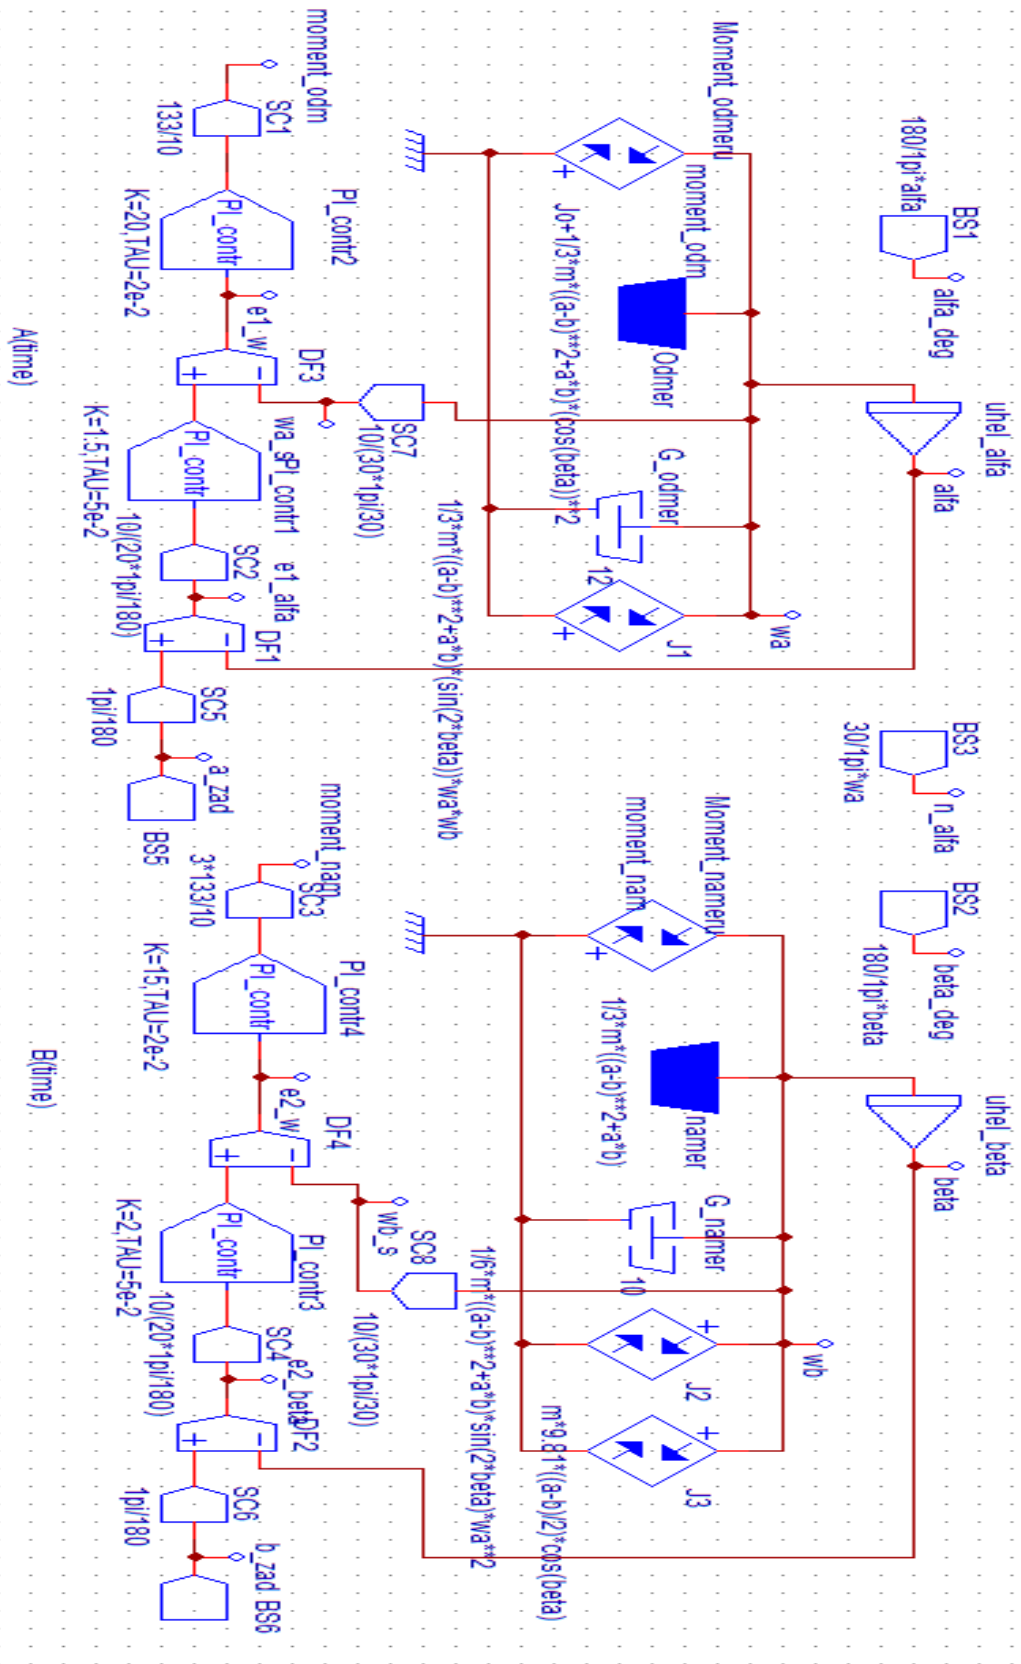 BS1
180/1pi*alfa
alfa_deg
uhel_alfa
alfa
BS3
30/1pi*wa
n_alfa
BS2
180/1pi*beta
beta_deg
uhel_beta
beta
Moment_odmeru
moment_odm
+
Odmer
Jo+1/3*m*((a-b)**2+a*b)*(cos(beta))**2
G_odmer
12
J1
+
wa
1/3*m*((a-b)**2+a*b)*(sin(2*beta))*wa*wb
Moment_nameru
moment_nam
+
namer
1/3*m*((a-b)**2+a*b)
G_namer
10
J2
+
wb
1/6*m*((a-b)**2+a*b)*sin(2*beta)*wa**2
J3
+
m*9.81*((a-b)/2)*cos(beta)
moment_odm
SC1
133/10
PI_contr2
PI_contr
K=20,TAU=2e-2
e1_w
DF3
+
-
SC7
10/(30*1pi/30)
wa_s
PI_contr1
PI_contr
K=1.5,TAU=5e-2
SC2
10/(20*1pi/180)
e1_alfa
DF1
+
-
SC5
1pi/180
a_zad
BS5
A(time)
moment_nam
SC3
3*133/10
PI_contr4
PI_contr
K=15,TAU=2e-2
e2_w
DF4
+
-
wb_s
SC8
10/(30*1pi/30)
PI_contr3
PI_contr
K=2,TAU=5e-2
SC4
10/(20*1pi/180)
e2_beta
DF2
+
-
SC6
1pi/180
b_zad
BS6
B(time)